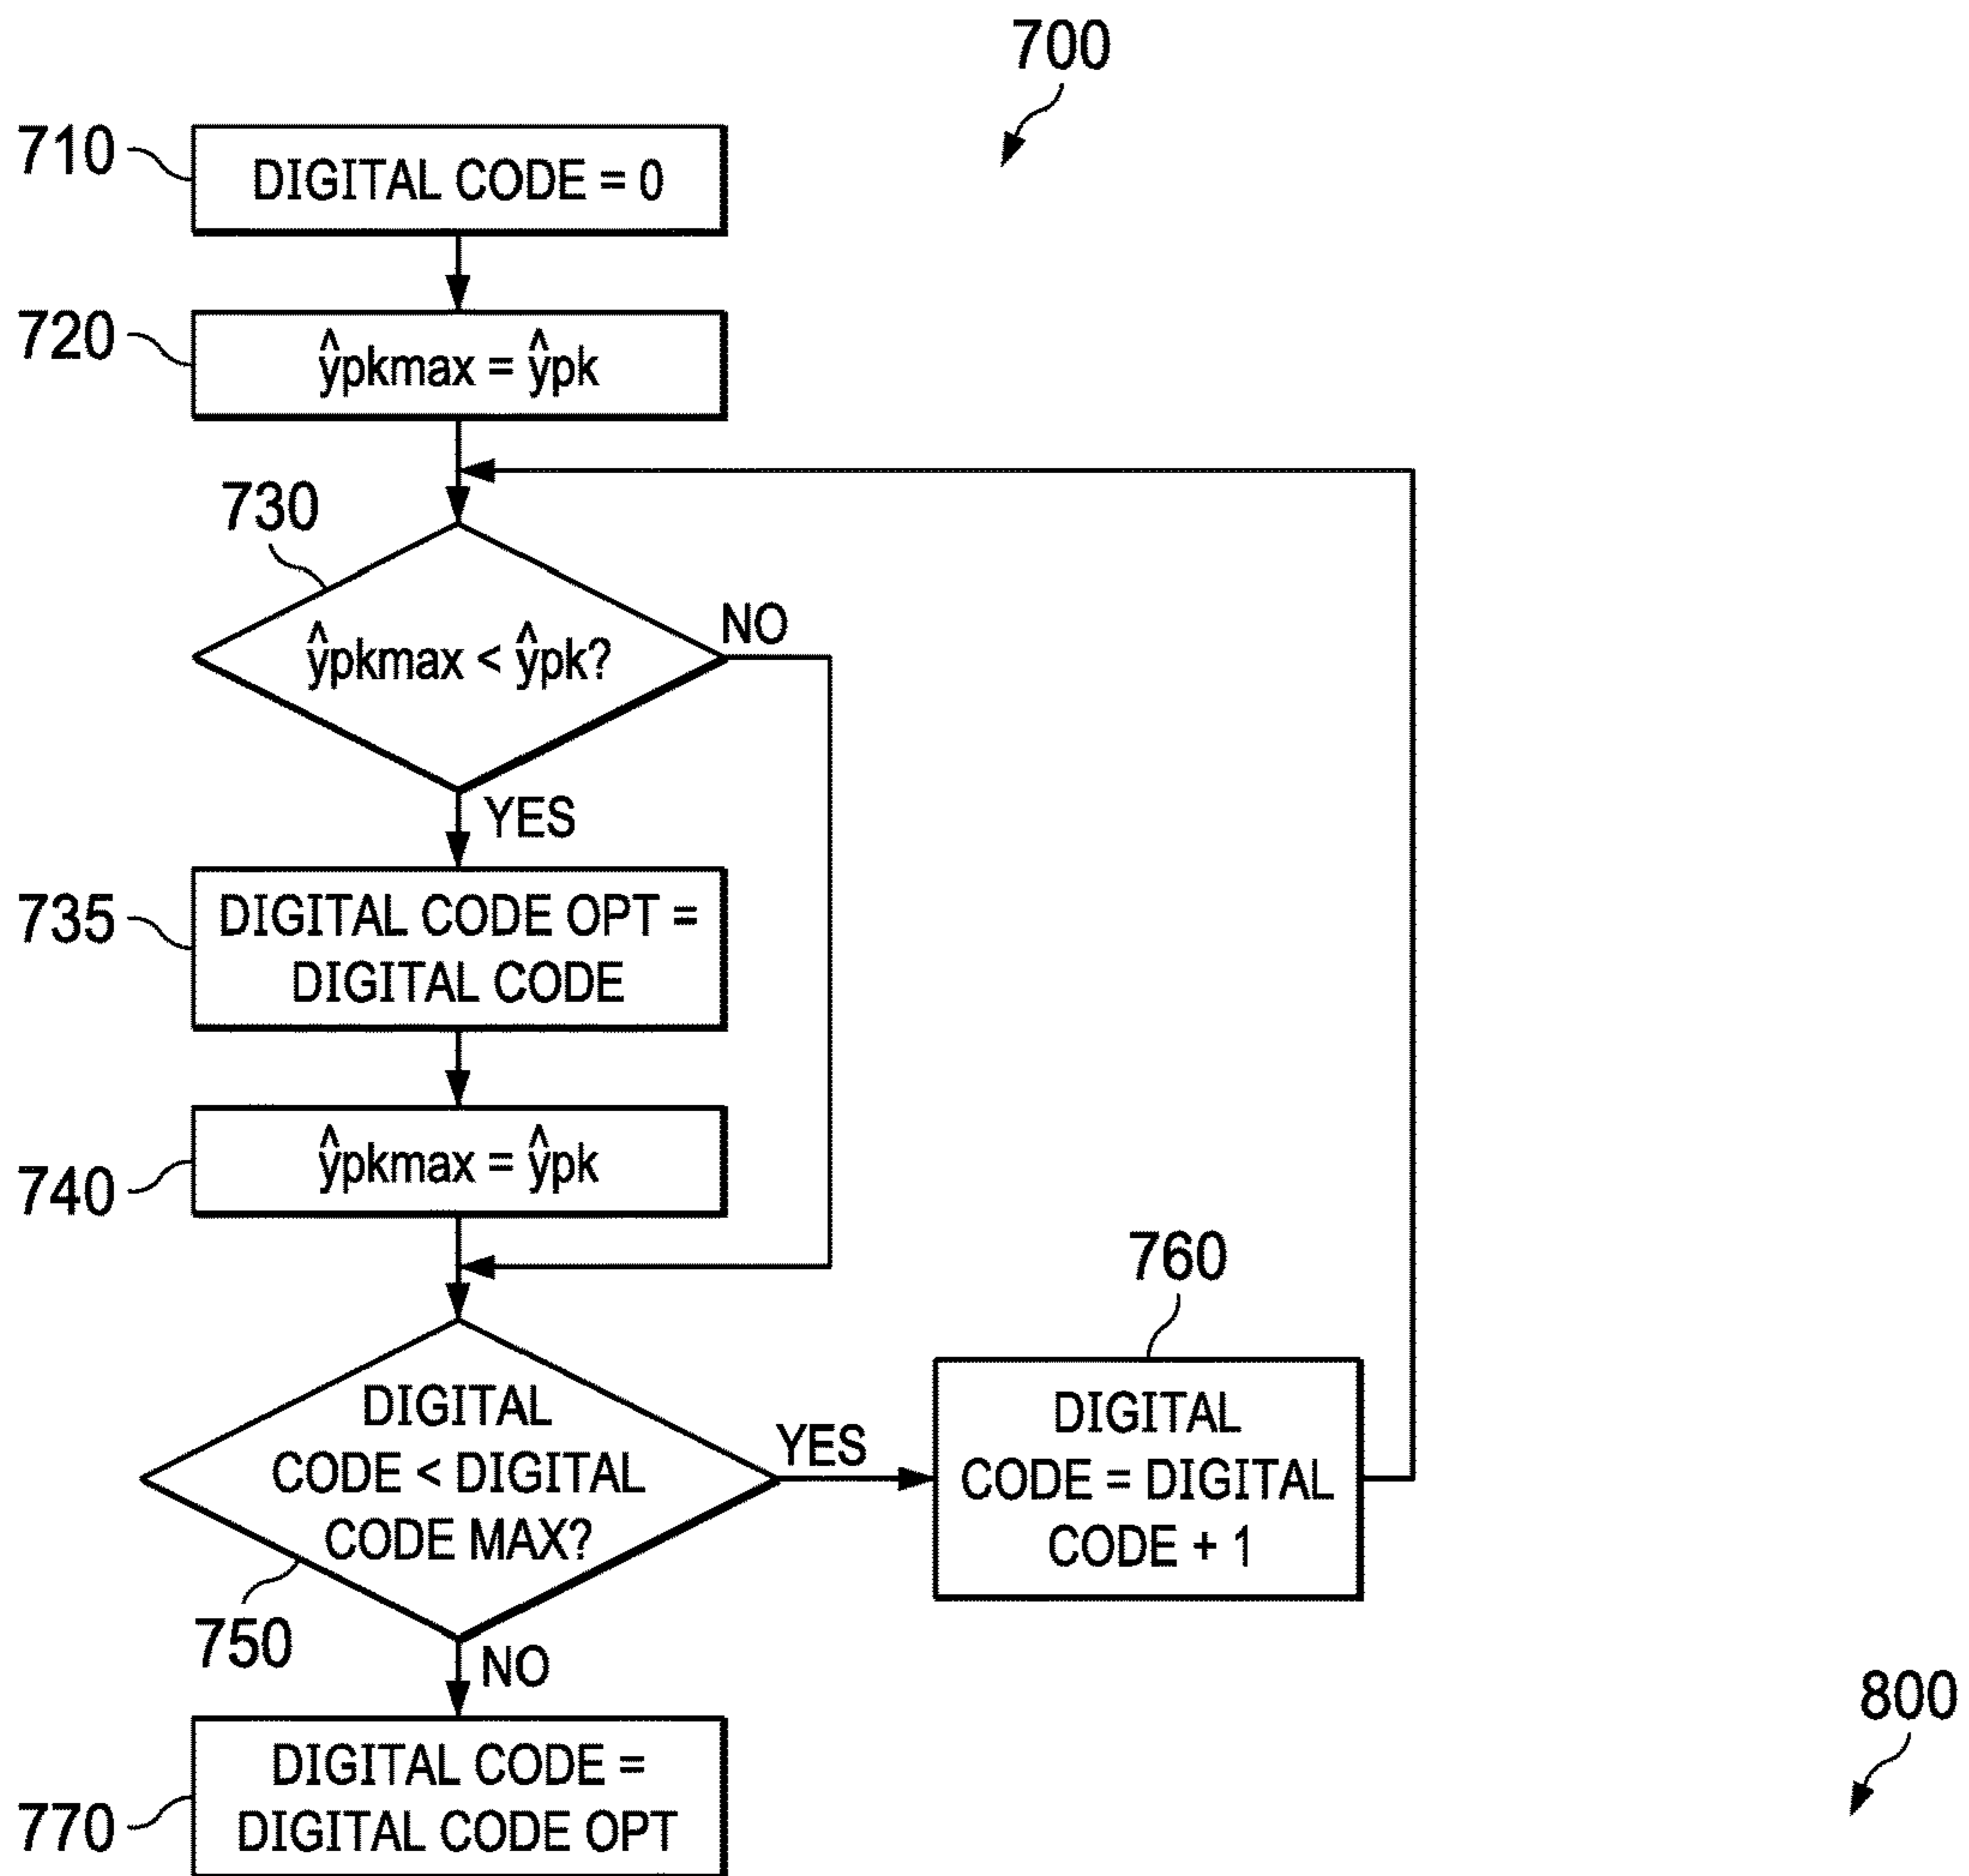 700
710
DIGITAL CODE = 0
720
ŷpkmax = ŷpk
730
ŷpkmax < ŷpk?
NO
YES
735
DIGITAL CODE OPT =
DIGITAL CODE
740
ŷpkmax = ŷpk
760
DIGITAL
CODE < DIGITAL
CODE MAX?
YES
DIGITAL
CODE = DIGITAL
CODE + 1
750
NO
800
770
DIGITAL CODE =
DIGITAL CODE OPT